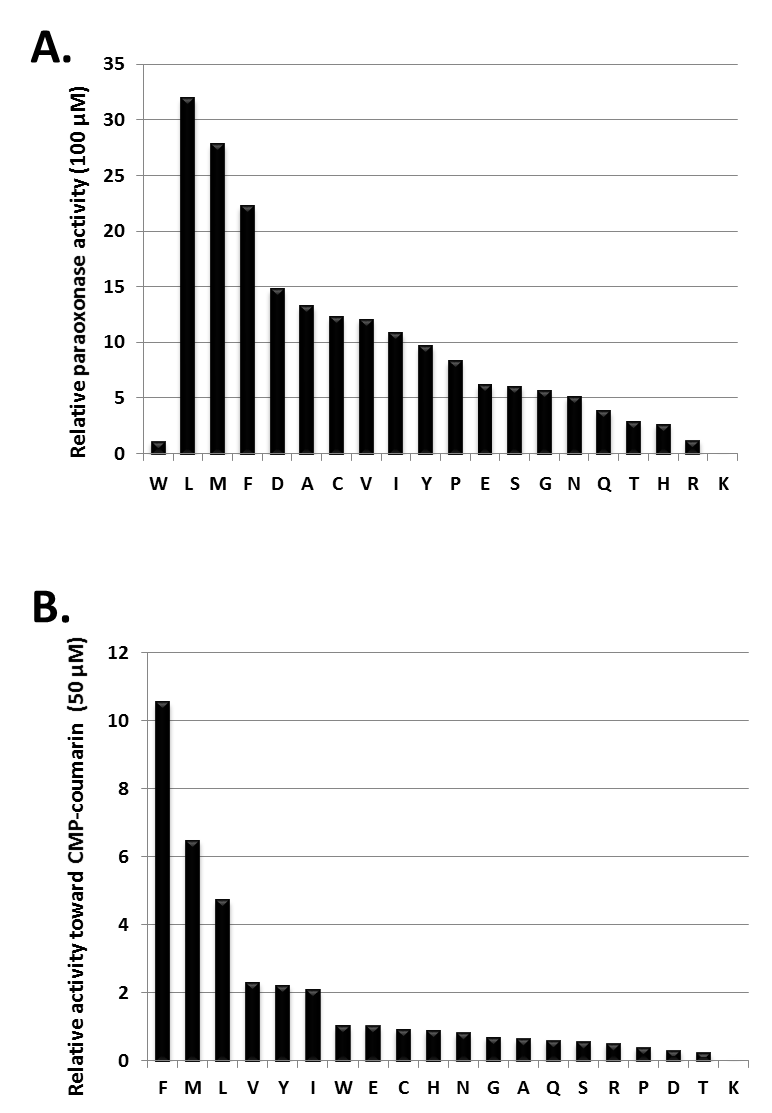 A.
Relative paraoxonase activity (100 µM)
35
30
25
20
15
10
5
0
W L M F D A C V I Y P E S G N Q T H R K
B.
Relative activity toward CMP-coumarin (50 µM)
12
10
8
6
4
2
0
F M L V Y I W E C H N G A Q S R P D T K